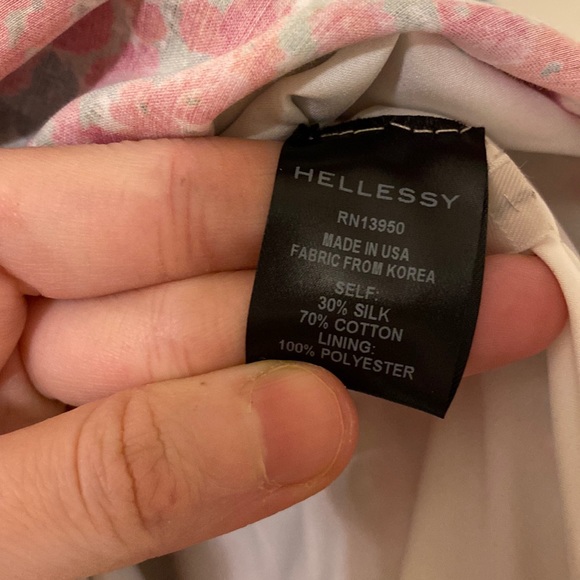 HELLESSY
RN13950
MADE IN USA
FABRIC FROM KOREA
SELF:
30% SILK
70% COTTON
LINING:
100% POLYESTER